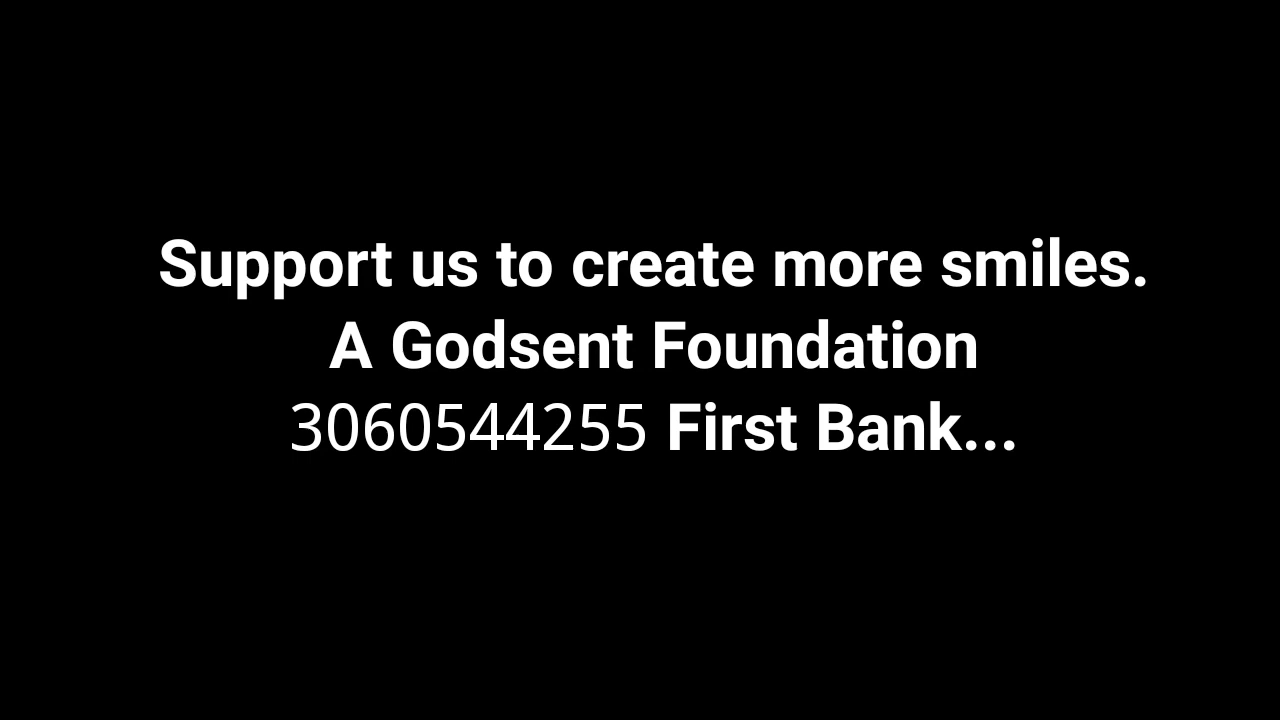 Support us to create more smiles.
A Godsent Foundation
3060544255 First Bank...